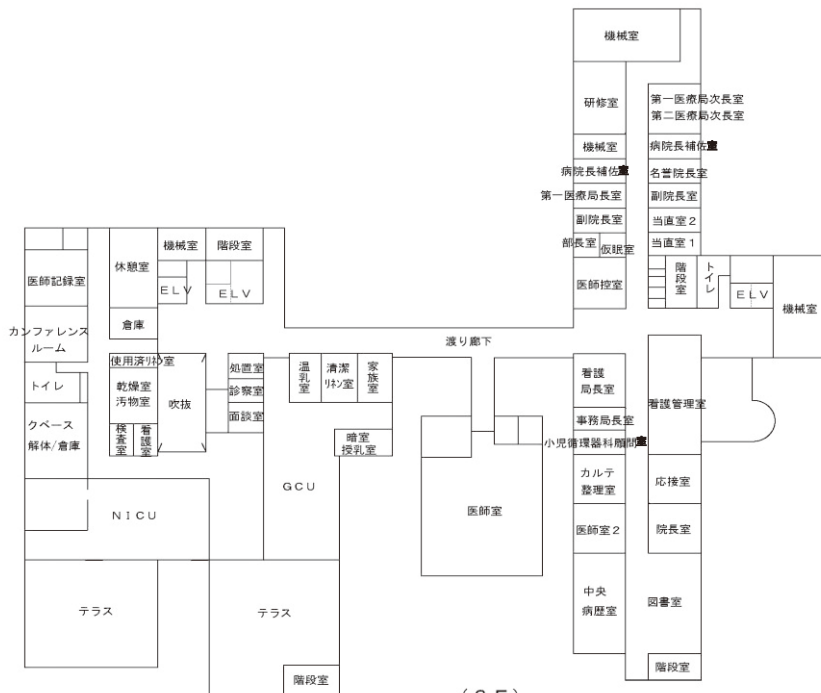 機械室
研修室
第一医療局次長室
第二医療局次長室
機械室
病院長補佐室
病院長補佐室
名誉院長室
第一医療局長室
副院長室
副院長室
当直室2
部長室
仮眠室
当直室1
医師控室
階段室
トイレ
ELV
機械室
休憩室
機械室
階段室
医師記録室
ELV
ELV
倉庫
カンファレンス
ルーム
渡り廊下
使用済リネン室
処置室
温乳室
清潔
リネン室
家族室
看護
局長室
トイレ
乾燥室
汚物室
吹抜
診察室
看護管理室
面談室
事務局長室
クベース
解体/倉庫
検査室
看護室
暗室
授乳室
小児循環器科顧問室
カルテ
整理室
応接室
GCU
NICU
医師室
医師室2
院長室
テラス
テラス
中央
病歴室
図書室
階段室
階段室